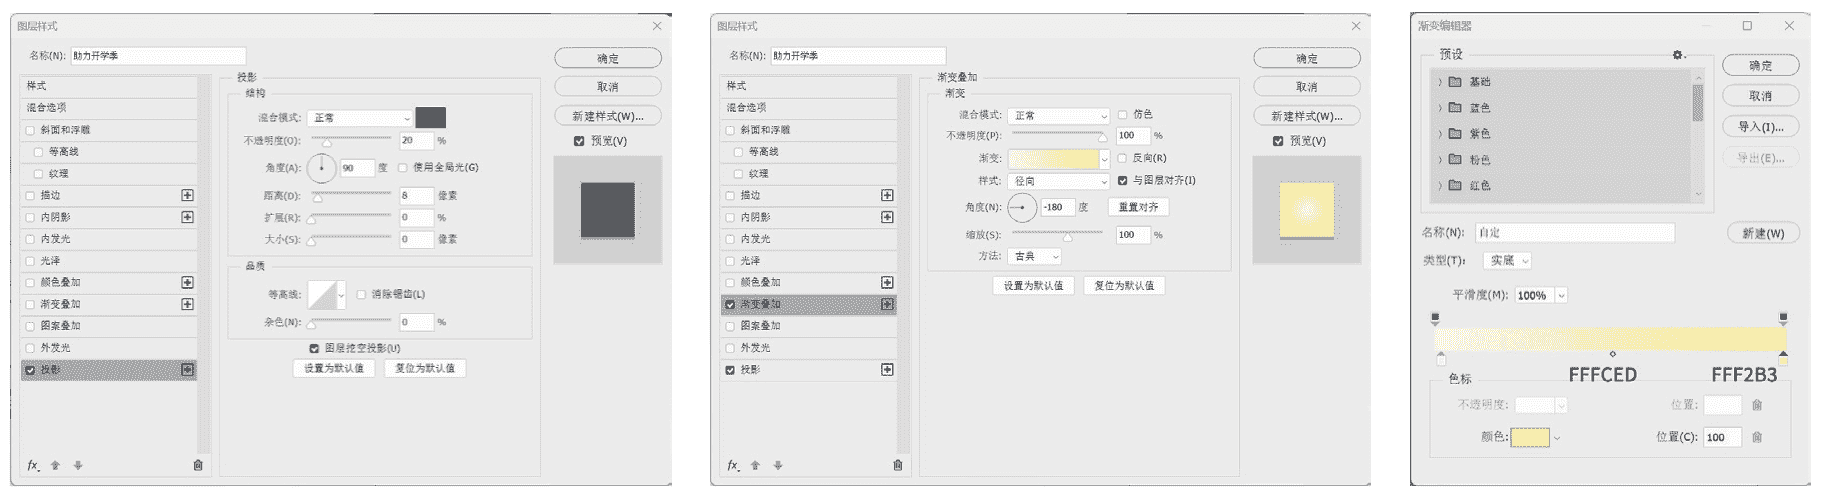 图层样式
名称(N): 助力开学季
样式
混合选项
斜面和浮雕
等高线
纹理
描边
内阴影
内发光
光泽
颜色叠加
渐变叠加
图案叠加
外发光
投影
fx.
投影
结构
混合模式: 正常
不透明度(O): 20 %
角度(A): 90 度 使用全局光(G)
距离(D): 8 像素
扩展(R): 0 %
大小(S): 0 像素
品质
等高线: 消除锯齿(L)
杂色(N): 0 %
图层挖空投影(U)
设置为默认值 复位为默认值
确定
取消
新建样式(W)...
预览(V)
图层样式
名称(N): 助力开学季
样式
混合选项
斜面和浮雕
等高线
纹理
描边
内阴影
内发光
光泽
颜色叠加
渐变叠加
图案叠加
外发光
投影
fx.
渐变叠加
渐变
混合模式: 正常 仿色
不透明度(P): 100 %
渐变: 反向(R)
样式: 径向 与图层对齐(I)
角度(N): -180 度 重置对齐
缩放(S): 100 %
方法: 古典
设置为默认值 复位为默认值
确定
取消
新建样式(W)...
预览(V)
渐变编辑器
预设
基础
蓝色
紫色
粉色
红色
确定
取消
导入(I)...
导出(E)...
名称(N): 自定 新建(W)
类型(T): 实底
平滑度(M): 100%
FFFCED FFF2B3
色标
不透明度: 位置:
颜色: 位置(C): 100